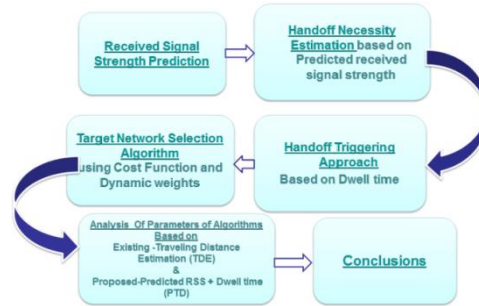 Received Signal
Strength Prediction
Handoff Necessity
Estimation based on
Predicted received
signal strength
Handoff Triggering
Approach
Based on Dwell time
Target Network Selection
Algorithm
using Cost Function and
Dynamic weights
Analysis Of Parameters of Algorithms
Based on
Existing -Traveling Distance
Estimation (TDE)
&
Proposed-Predicted RSS + Dwell time
(PTD)
Conclusions